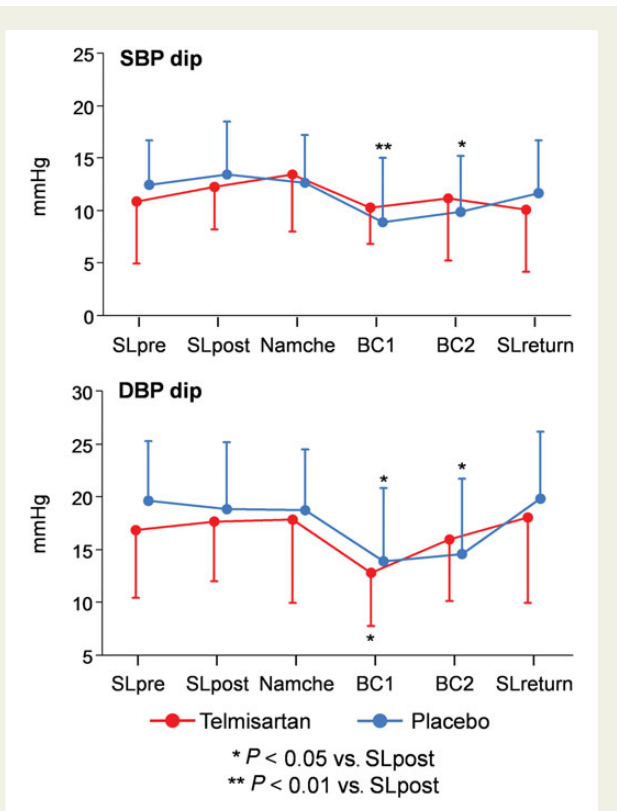 SBP dip
25
20
15
10
5
0
mmHg
**
*
SLpre SLpost Namche BC1 BC2 SLreturn
DBP dip
30
25
20
15
10
5
mmHg
*
*
*
SLpre SLpost Namche BC1 BC2 SLreturn
Telmisartan Placebo
* P < 0.05 vs. SLpost
** P < 0.01 vs. SLpost